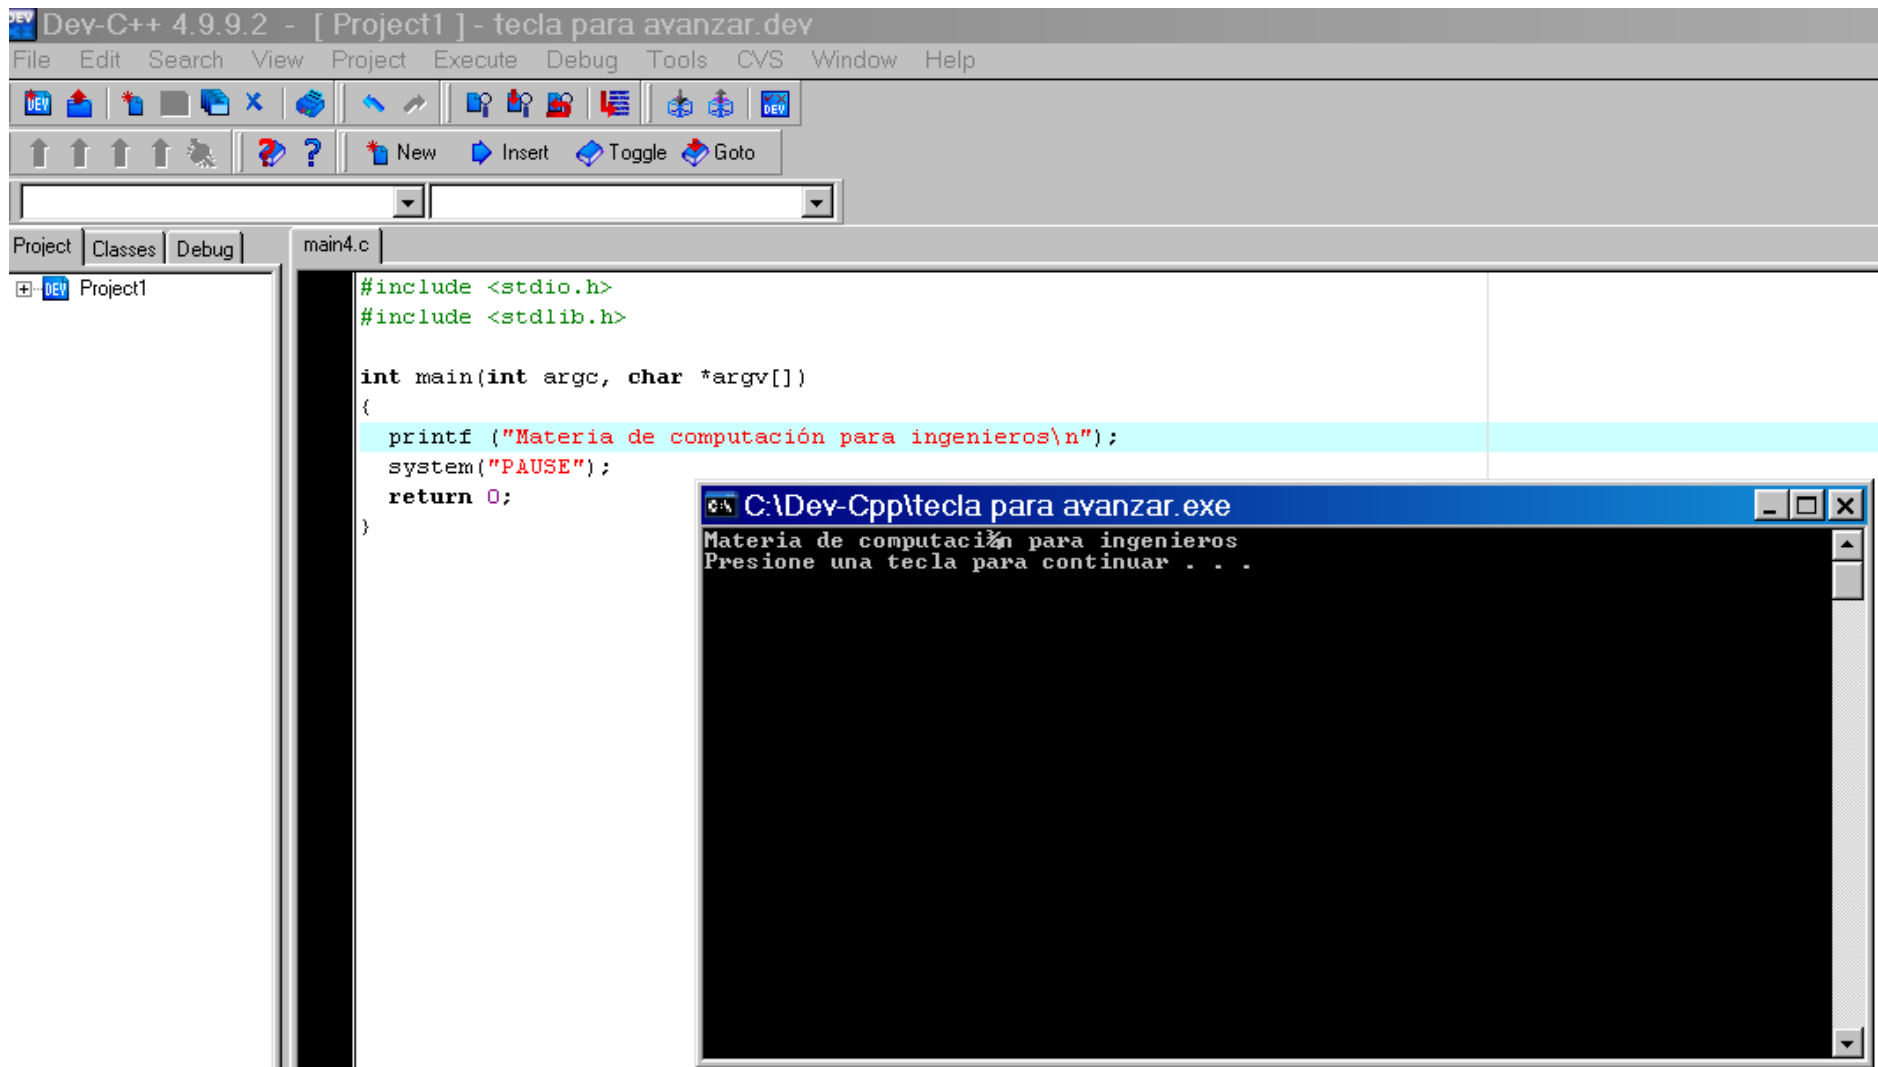 Dev-C++ 4.9.9.2 - [ Project1 ] - tecla para avanzar.dev
File Edit Search View Project Execute Debug Tools CVS Window Help
New Insert Toggle Goto
Project Classes Debug main4.c
Project1
#include <stdio.h>
#include <stdlib.h>
int main(int argc, char *argv[])
{
printf ("Materia de computación para ingenieros\n");
system("PAUSE");
return 0;
}
C:\Dev-Cpp\tecla para avanzar.exe
Materia de computaci¾n para ingenieros
Presione una tecla para continuar . . .